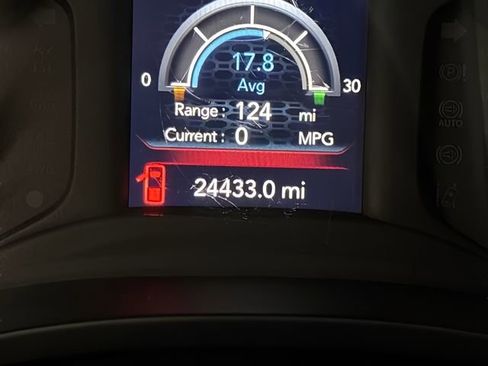 17.8
Avg
0 30
Range : 124 mi
Current : 0 MPG
24433.0 mi
AUTO